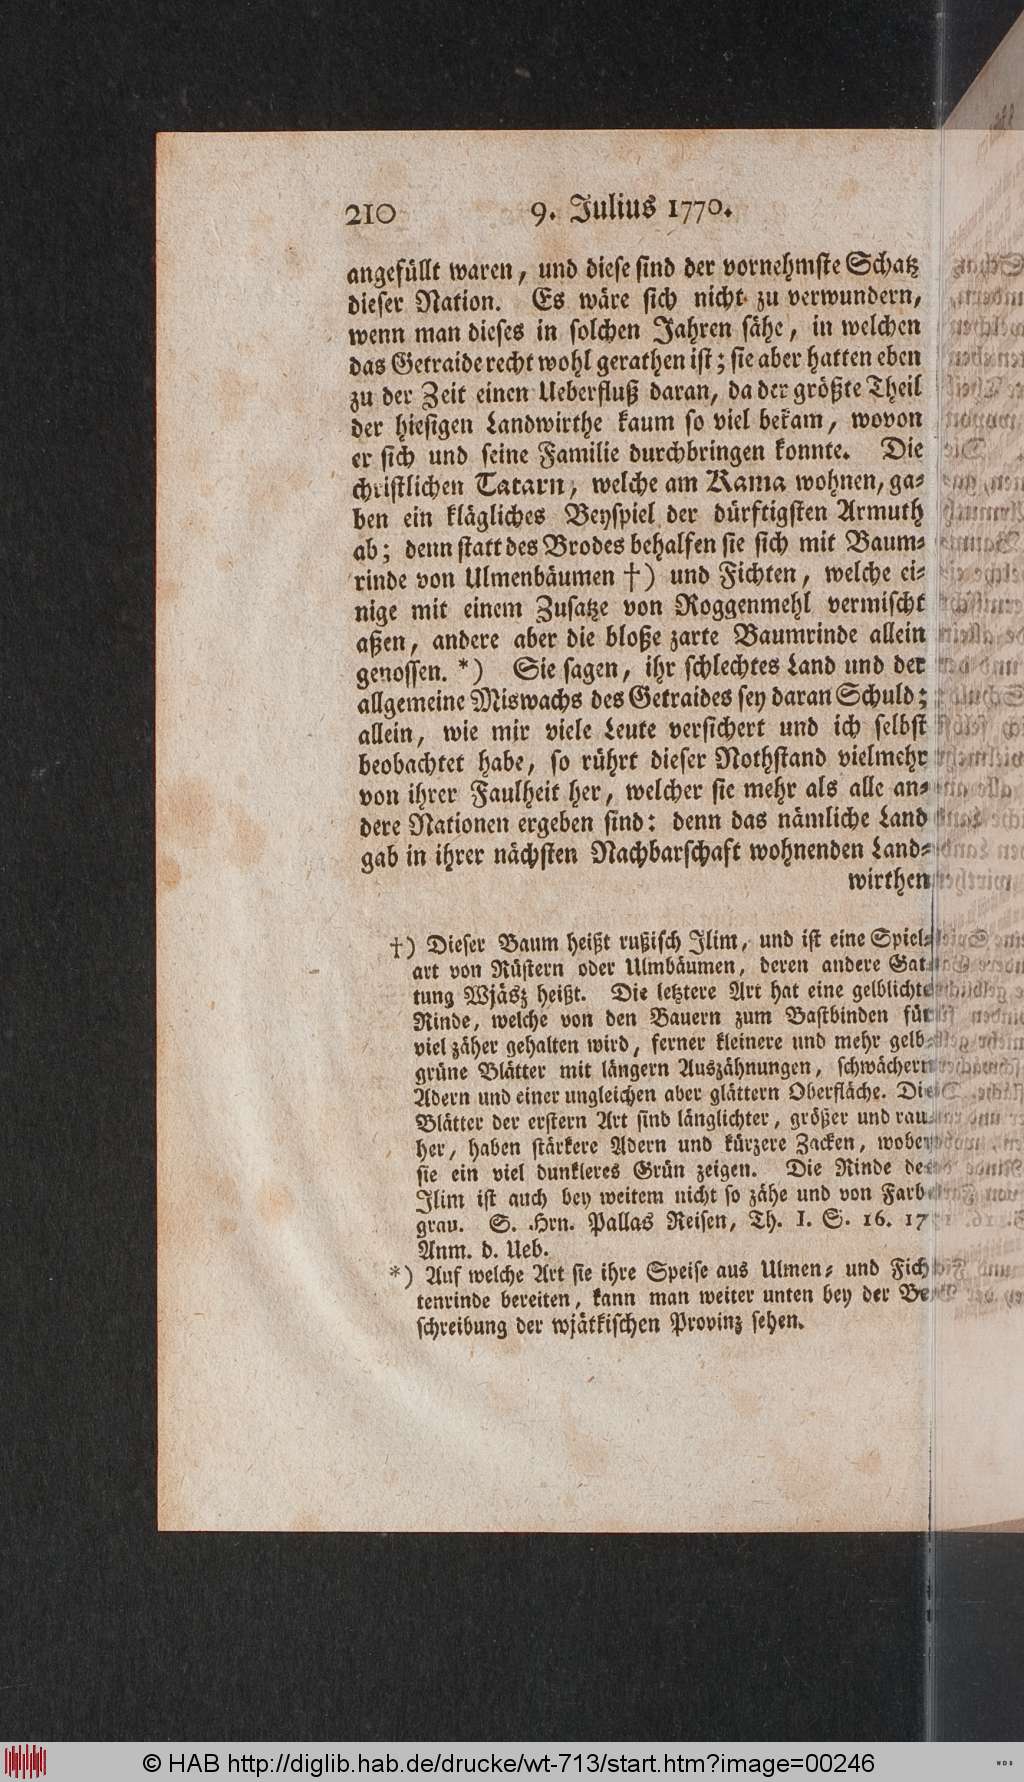 210 9. Julius 1770.
angefüllt waren, und diese sind der vornehmste Schatz
dieser Nation. Es wäre sich nicht zu verwundern,
wenn man dieses in solchen Jahren sähe, in welchen
das Getraide recht wohl gerathen ist; sie aber hatten eben
zu der Zeit einen Ueberfluß daran, da der größte Theil
der hiesigen Landwirthe kaum so viel bekam, wovon
er sich und seine Familie durchbringen konnte. Die
christlichen Tatarn, welche am Kama wohnen, ga-
ben ein klägliches Beyspiel der dürftigsten Armuth
ab; denn statt des Brodes behalfen sie sich mit Baum-
rinde von Ulmenbäumen †) und Fichten, welche ei-
nige mit einem Zusatze von Roggenmehl vermischt
aßen, andere aber die bloße zarte Baumrinde allein
genossen. *) Sie sagen, ihr schlechtes Land und der
allgemeine Miswachs des Getraides sey daran Schuld;
allein, wie mir viele Leute versichert und ich selbst
beobachtet habe, so rührt dieser Nothstand vielmehr
von ihrer Faulheit her, welcher sie mehr als alle an-
dere Nationen ergeben sind: denn das nämliche Land
gab in ihrer nächsten Nachbarschaft wohnenden Land-
wirthen
†) Dieser Baum heißt rußisch Ilim, und ist eine Spiel-
art von Rüstern oder Ulmbäumen, deren andere Gat-
tung Wjäsz heißt. Die letztere Art hat eine gelblichte
Rinde, welche von den Bauern zum Bastbinden für
viel zäher gehalten wird, ferner kleinere und mehr gelb-
grüne Blätter mit längern Auszähnungen, schwächern
Adern und einer ungleichen aber glättern Oberfläche. Die
Blätter der erstern Art sind länglichter, größer und rau-
her, haben stärkere Adern und kürzere Zacken, wobey
sie ein viel dunkleres Grün zeigen. Die Rinde des
Ilim ist auch bey weitem nicht so zähe und von Farbe
grau. S. Hrn. Pallas Reisen, Th. I. S. 16. 17
Anm. d. Ueb.
*) Auf welche Art sie ihre Speise aus Ulmen- und Fich
tenrinde bereiten, kann man weiter unten bey der Be
schreibung der wjätkischen Provinz sehen.
© HAB http://diglib.hab.de/drucke/wt-713/start.htm?image=00246